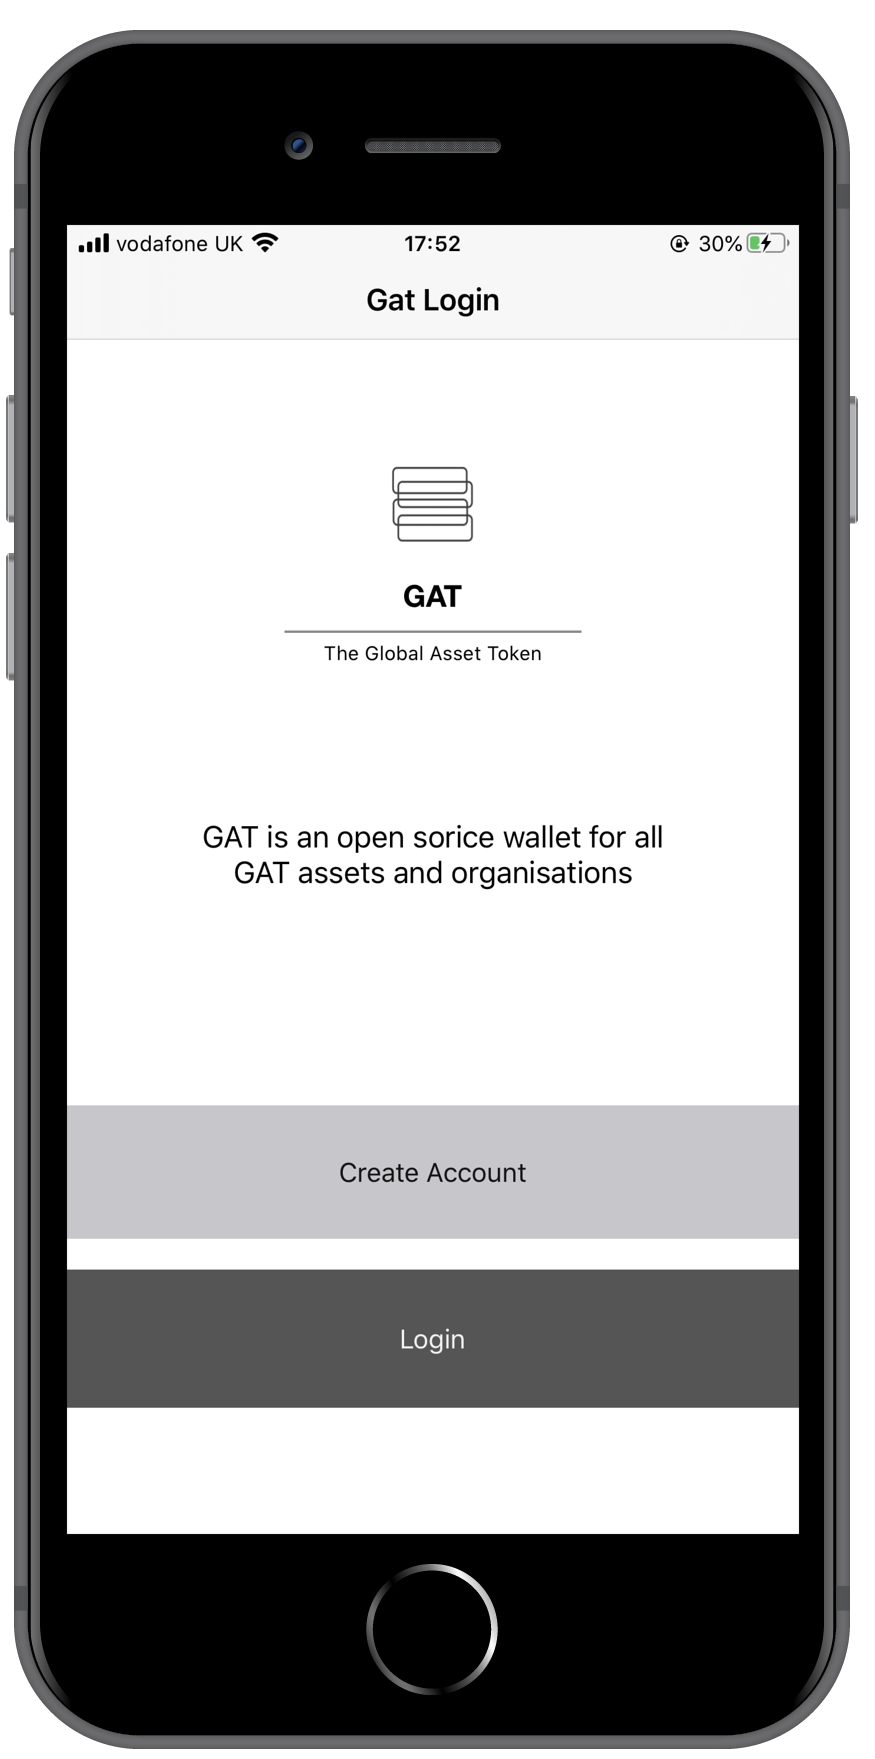 vodafone UK 17:52 30%
Gat Login
GAT
The Global Asset Token
GAT is an open sorice wallet for all
GAT assets and organisations
Create Account
Login